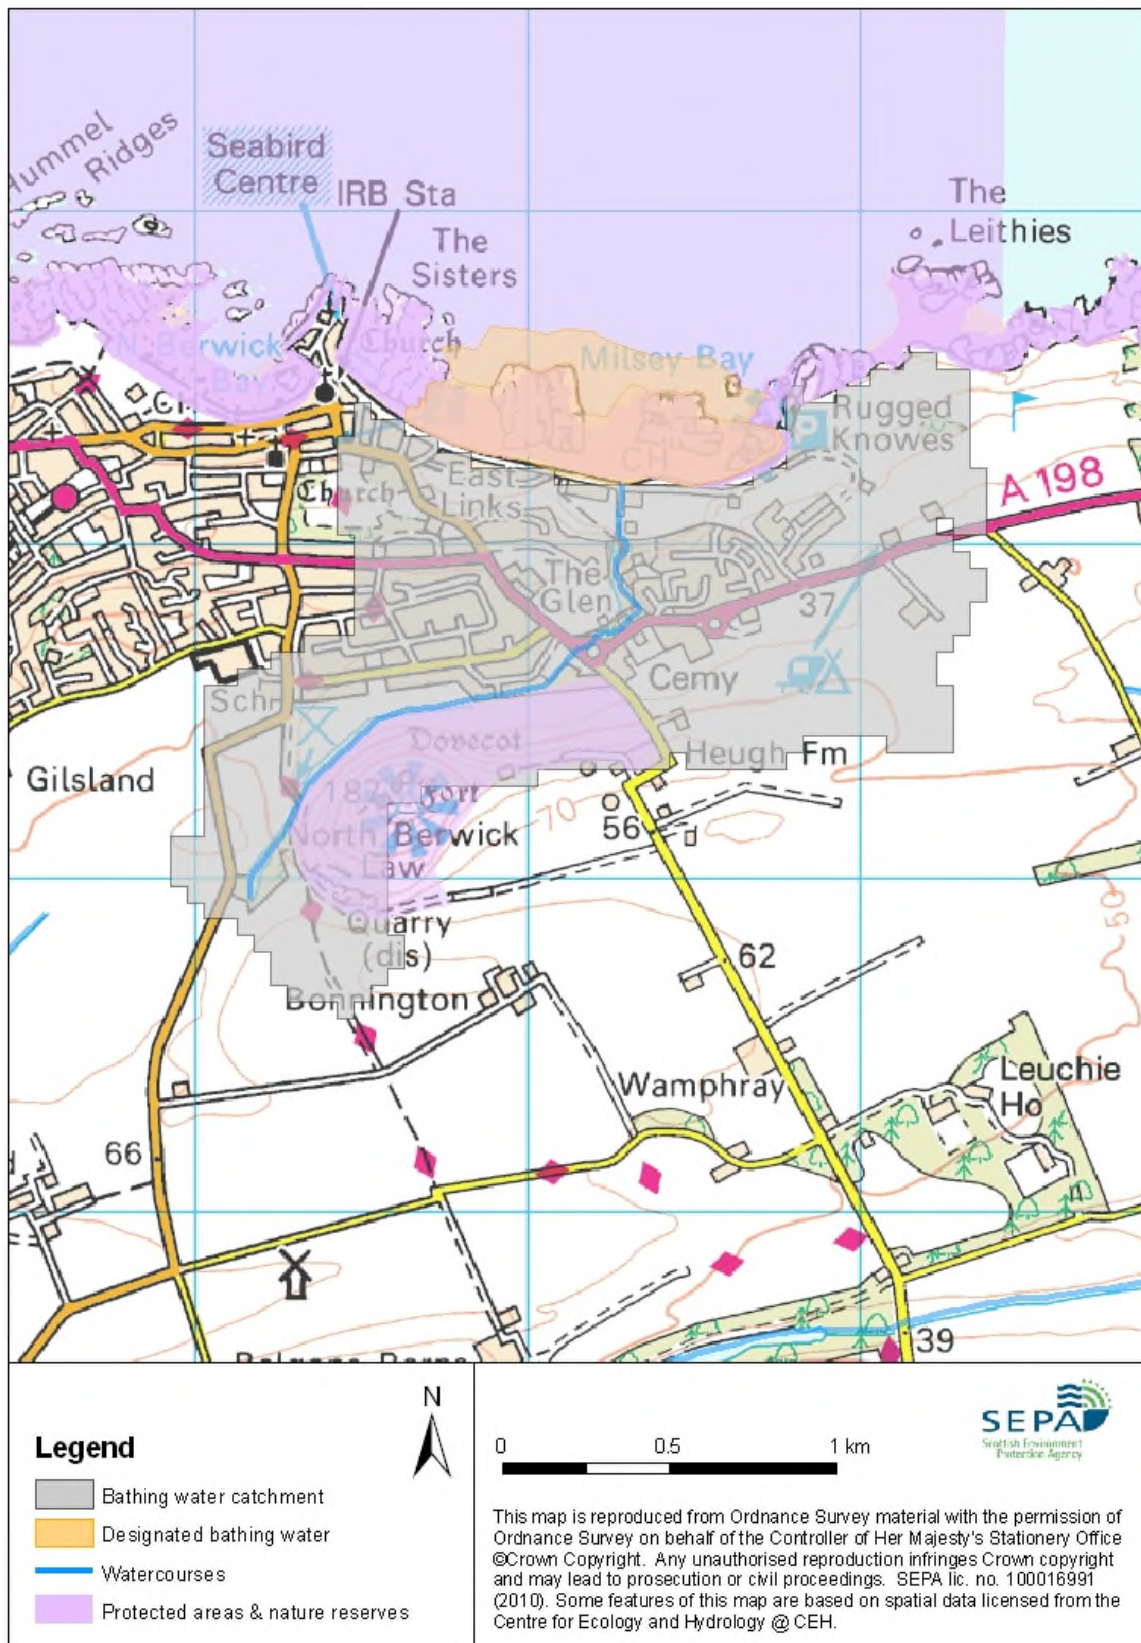 Hummel
Ridges
Seabird
Centre
IRB Sta
The
Sisters
The
Leithies
N Berwick
Bay
Church
Milsey Bay
P
Rugged
Knowes
CH
East
Links
Church
A 198
The
Glen
37
Cemy
Sch
Gilsland
Dovecot
Heugh Fm
Fort
North Berwick
Law
70
56
50
Quarry
(dis)
62
Bonnington
Wamphray
Leuchie
Ho
66
39
N
Legend
Bathing water catchment
Designated bathing water
Watercourses
Protected areas & nature reserves
0 0.5 1 km
SEPA
Scottish Environment
Protection Agency
This map is reproduced from Ordnance Survey material with the permission of
Ordnance Survey on behalf of the Controller of Her Majesty's Stationery Office
©Crown Copyright. Any unauthorised reproduction infringes Crown copyright
and may lead to prosecution or civil proceedings. SEPA lic. no. 100016991
(2010). Some features of this map are based on spatial data licensed from the
Centre for Ecology and Hydrology @ CEH.